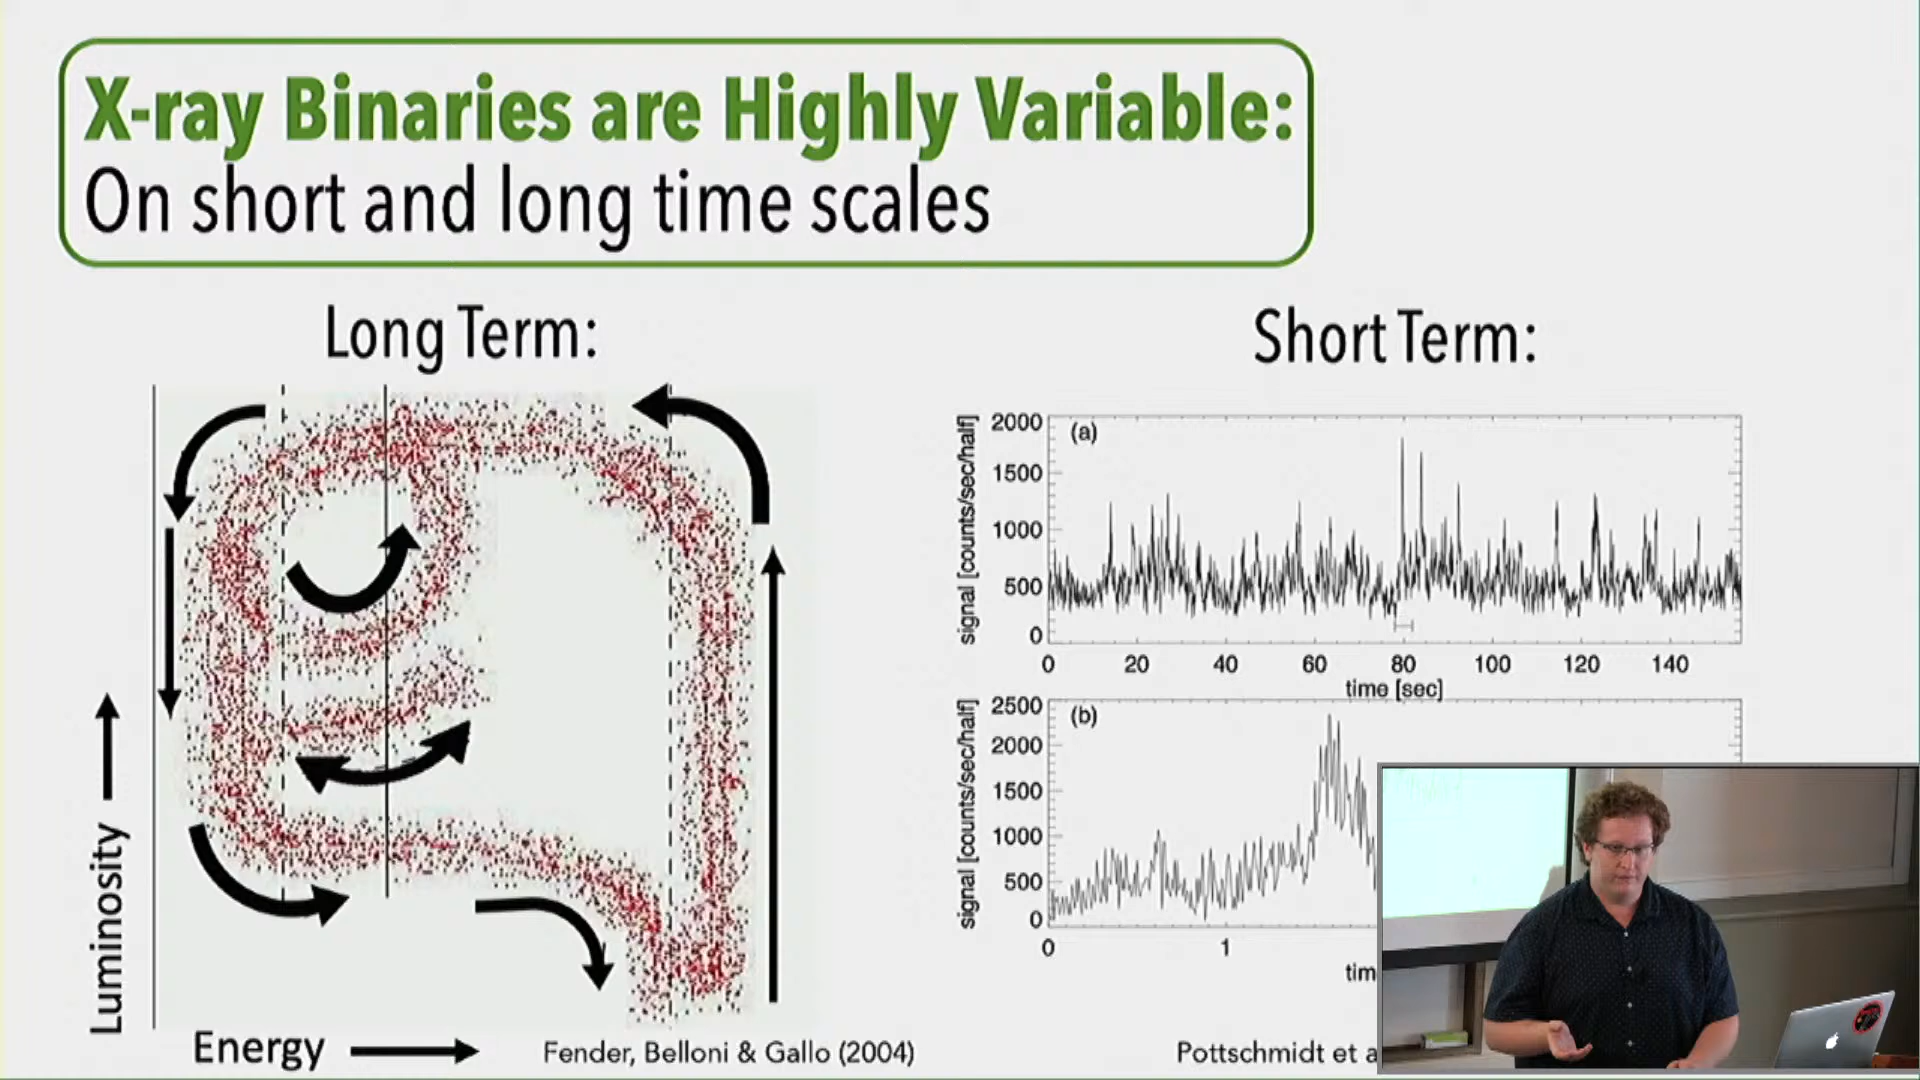 X-ray Binaries are Highly Variable:
On short and long time scales
Long Term:
Luminosity
Energy
Fender, Belloni & Gallo (2004)
Short Term:
(a)
signal [counts/sec/half]
2000
1500
1000
500
0
0 20 40 60 80 100 120 140
time [sec]
(b)
signal [counts/sec/half]
2500
2000
1500
1000
500
0
0 1
Pottschmidt et